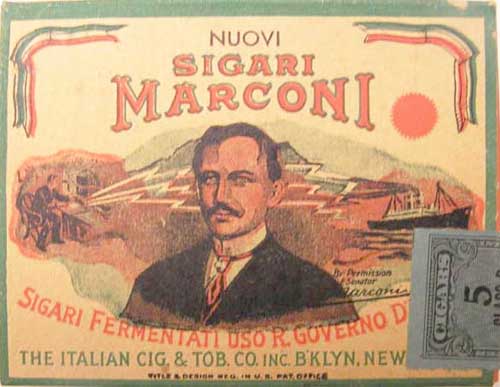 NUOVI
SIGARI
MARCONI
By Permission
Senator
Marconi
SIGARI FERMENTATI USO R. GOVERNO
THE ITALIAN CIG. & TOB. CO. INC. B'KLYN, NEW
TITLE & DESIGN REG. IN U. S. PAT. OFFICE
CIGARS
5